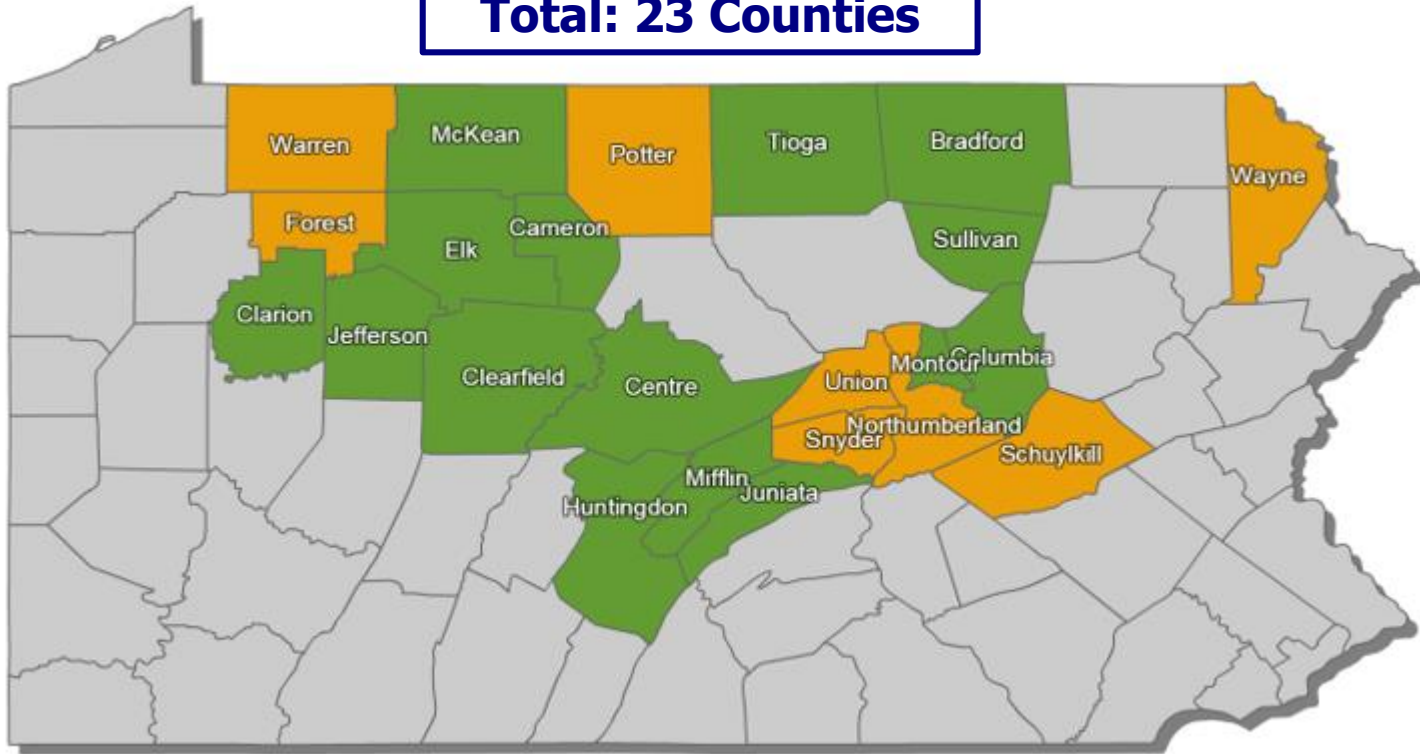 Total: 23 Counties
Warren
McKean
Potter
Tioga
Bradford
Wayne
Forest
Cameron
Elk
Sullivan
Clarion
Jefferson
Clearfield
Centre
Union
Montour
Columbia
Snyder
Northumberland
Schuylkill
Mifflin
Juniata
Huntingdon